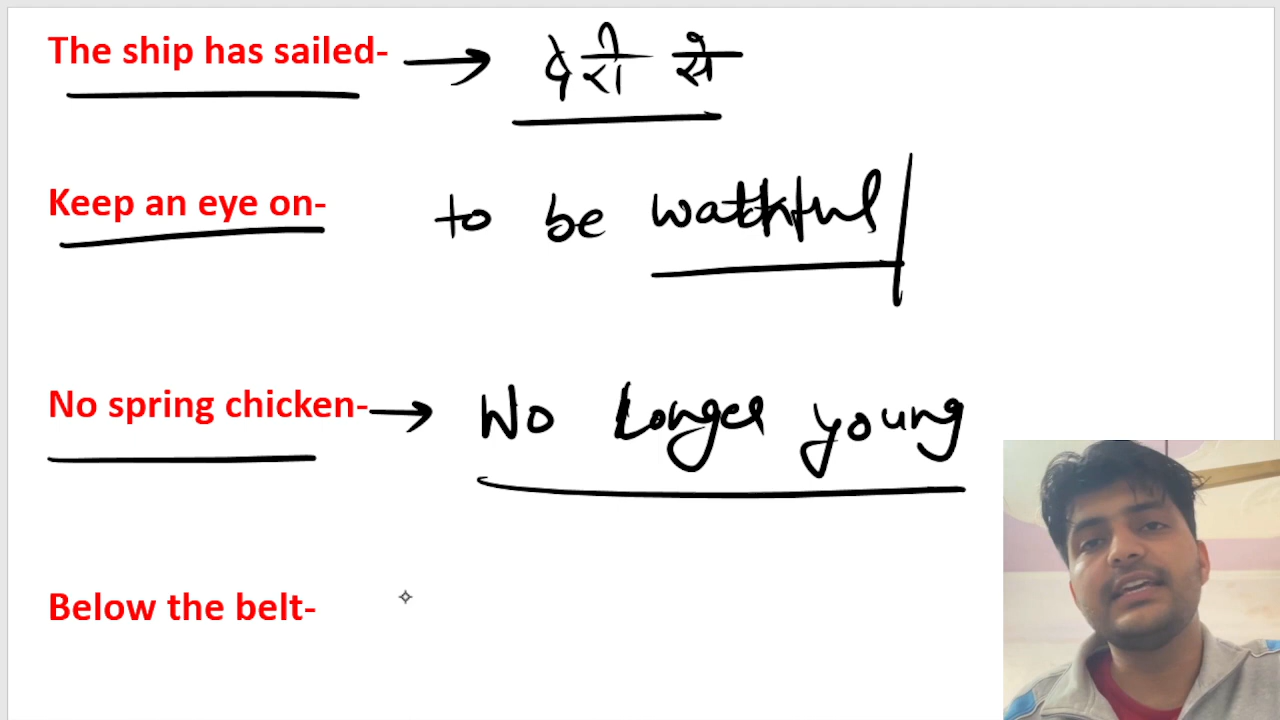 The ship has sailed- → देरी से
Keep an eye on- to be wathful
No spring chicken- → No longer young
Below the belt-